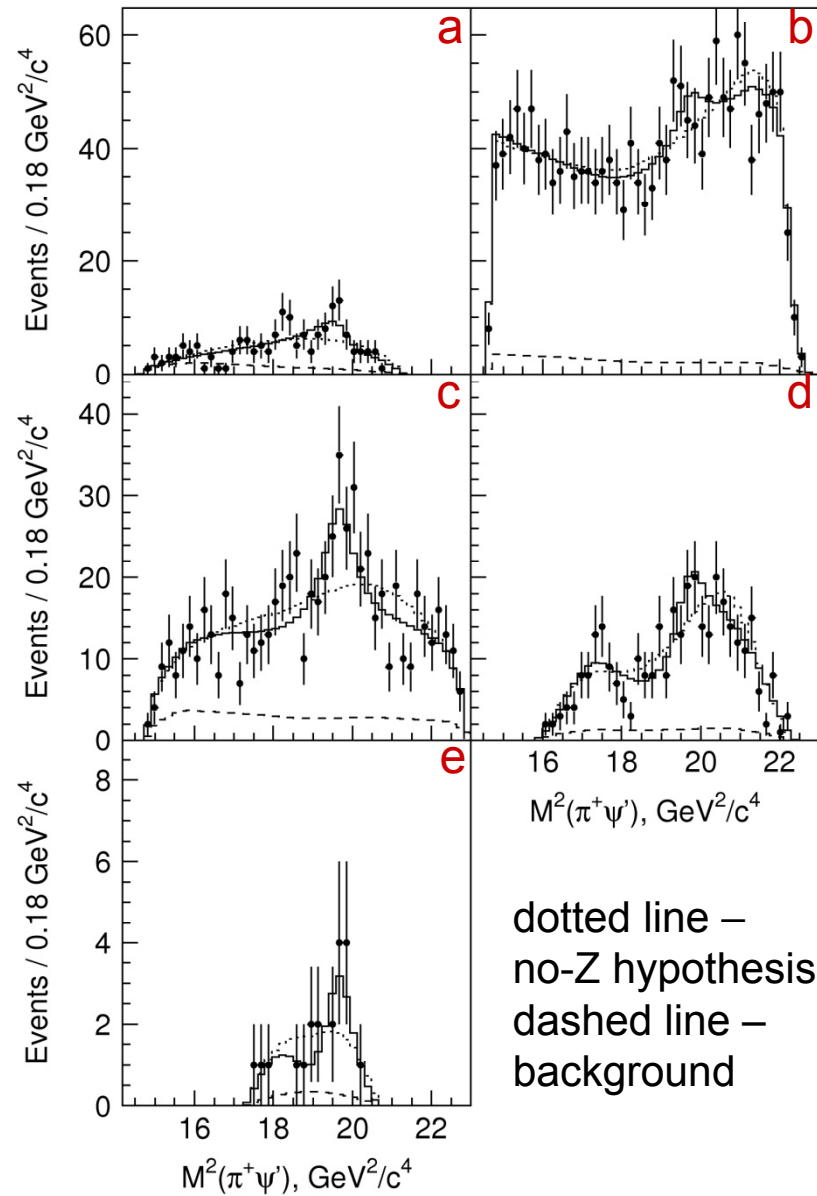 a
b
Events / 0.18 GeV²/c⁴
60
40
20
0
c
d
Events / 0.18 GeV²/c⁴
40
30
20
10
0
16 18 20 22
M²(π⁺ψ’), GeV²/c⁴
e
Events / 0.18 GeV²/c⁴
8
6
4
2
0
16 18 20 22
M²(π⁺ψ’), GeV²/c⁴
dotted line –
no-Z hypothesis
dashed line –
background